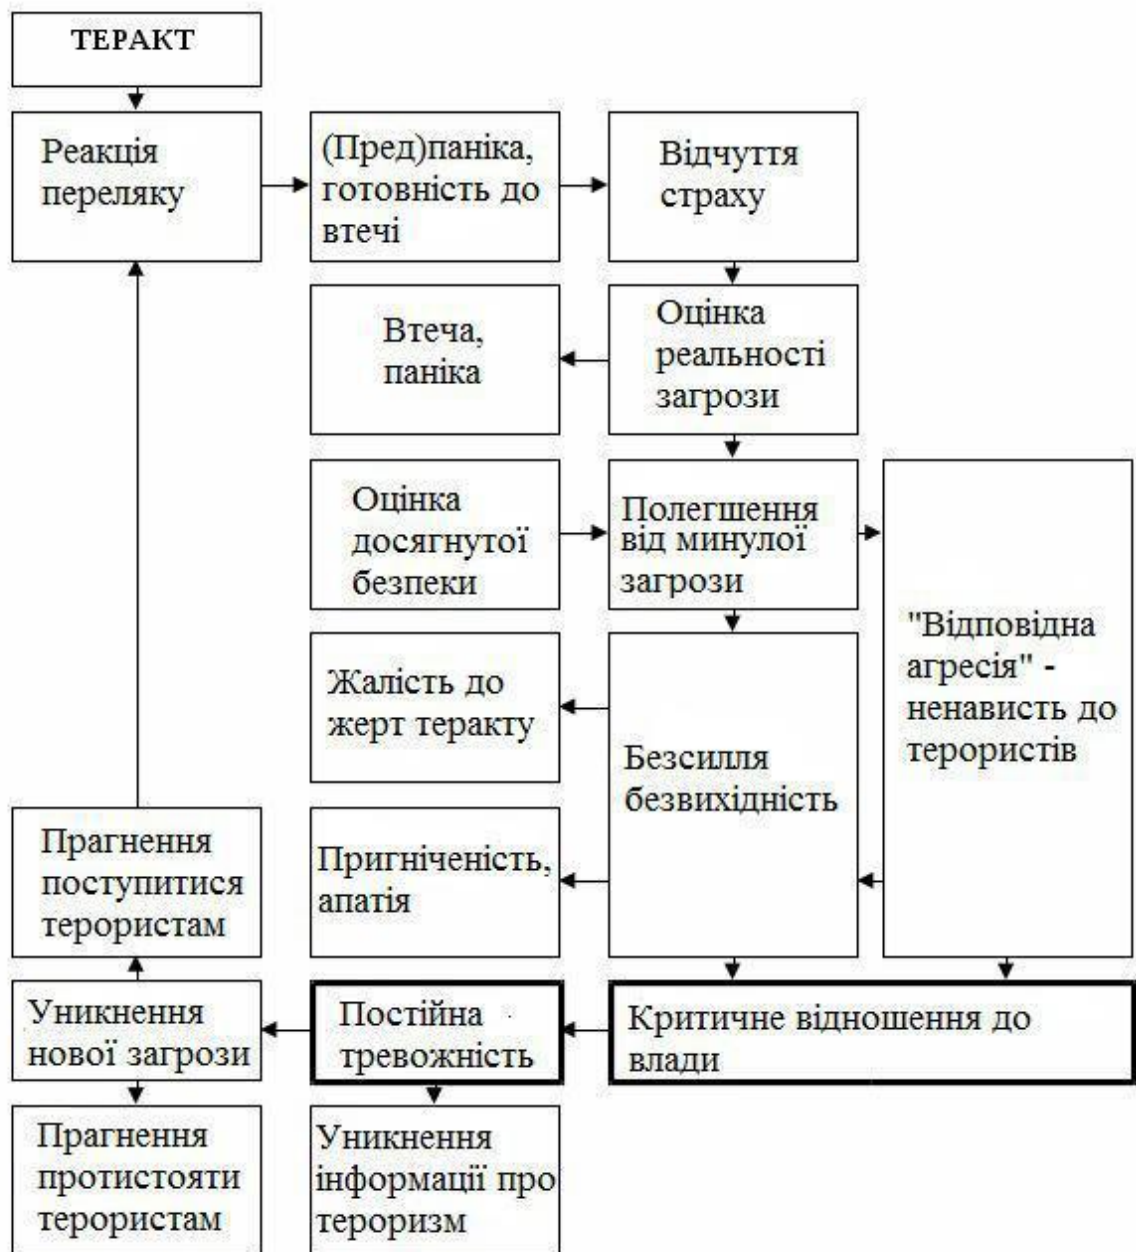 ТЕРАКТ
Реакція
переляку
(Пред)паніка,
готовність до
втечі
Відчуття
страху
Втеча,
паніка
Оцінка
реальності
загрози
Оцінка
досягнутої
безпеки
Полегшення
від минулої
загрози
"Відповідна
агресія" -
ненависть до
терористів
Жалість до
жерт теракту
Безсилля
безвихідність
Прагнення
поступитися
терористам
Пригніченість,
апатія
Уникнення
нової загрози
Постійна
тревожність
Критичне відношення до
влади
Прагнення
протистояти
терористам
Уникнення
інформації про
тероризм